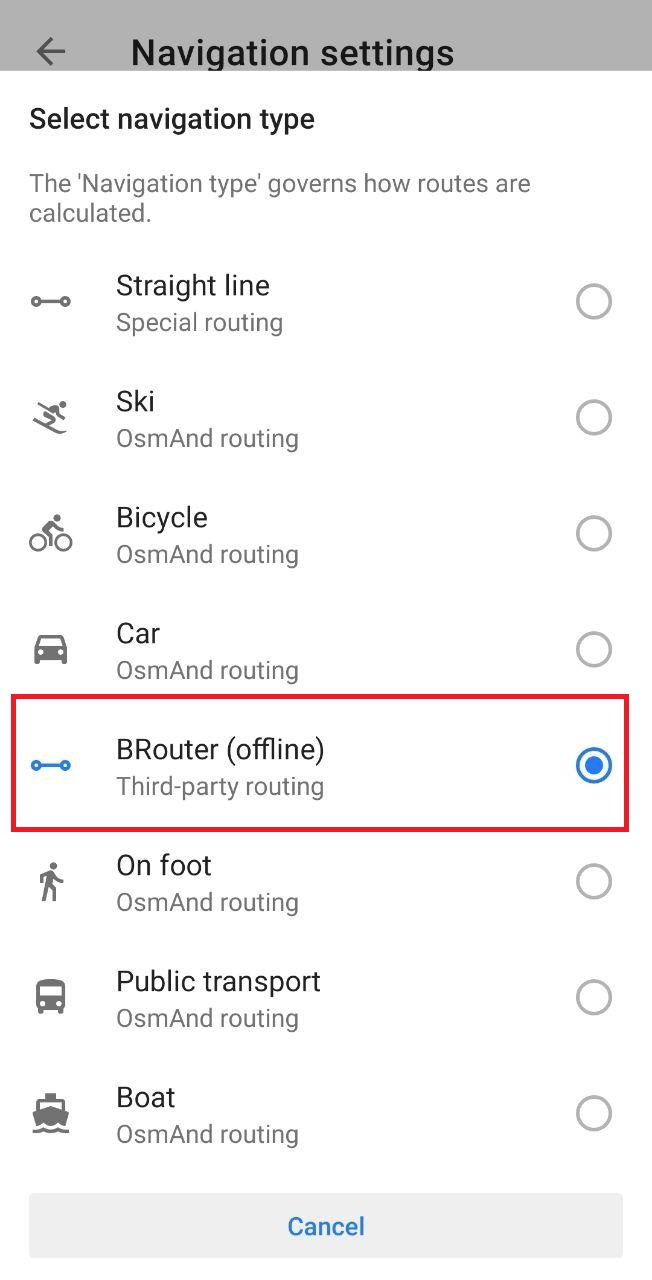 Navigation settings
Select navigation type
The 'Navigation type' governs how routes are
calculated.
Straight line
Special routing
Ski
OsmAnd routing
Bicycle
OsmAnd routing
Car
OsmAnd routing
BRouter (offline)
Third-party routing
On foot
OsmAnd routing
Public transport
OsmAnd routing
Boat
OsmAnd routing
Cancel